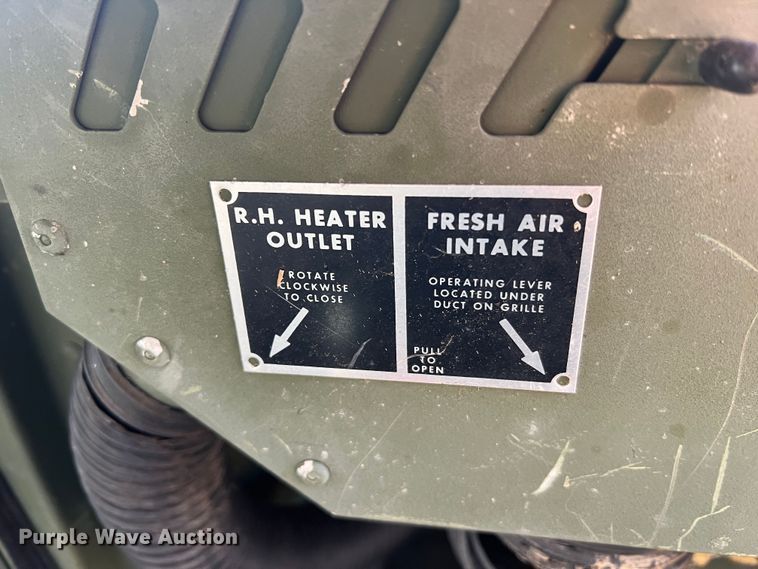 R.H. HEATER
OUTLET
ROTATE
CLOCKWISE
TO CLOSE
FRESH AIR
INTAKE
OPERATING LEVER
LOCATED UNDER
DUCT ON GRILLE
PULL
TO
OPEN
Purple Wave Auction